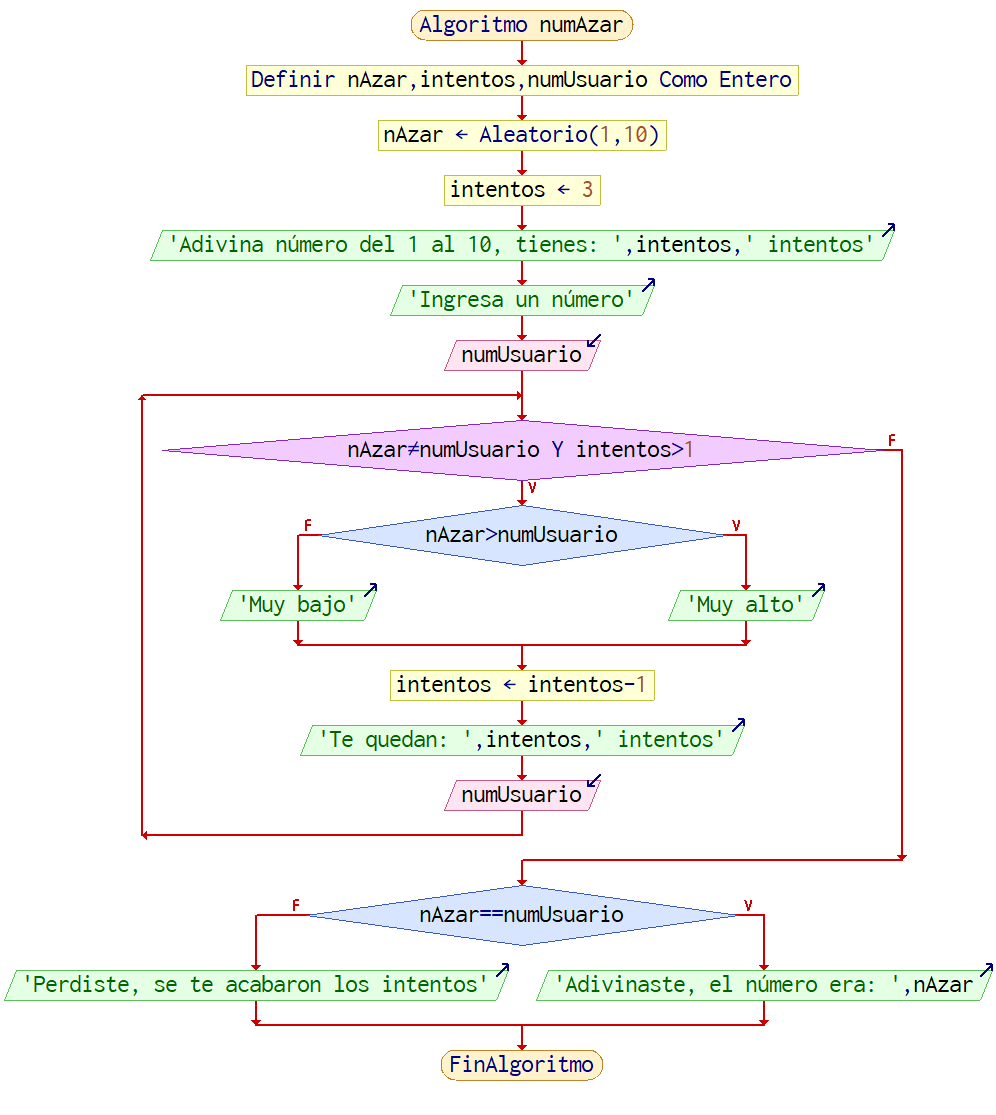 Algoritmo numAzar
Definir nAzar,intentos,numUsuario Como Entero
nAzar ← Aleatorio(1,10)
intentos ← 3
'Adivina número del 1 al 10, tienes: ',intentos,' intentos'
'Ingresa un número'
numUsuario
nAzar≠numUsuario Y intentos>1
F
V
nAzar>numUsuario
F
V
'Muy bajo'
'Muy alto'
intentos ← intentos-1
'Te quedan: ',intentos,' intentos'
numUsuario
nAzar==numUsuario
F
V
'Perdiste, se te acabaron los intentos'
'Adivinaste, el número era: ',nAzar
FinAlgoritmo